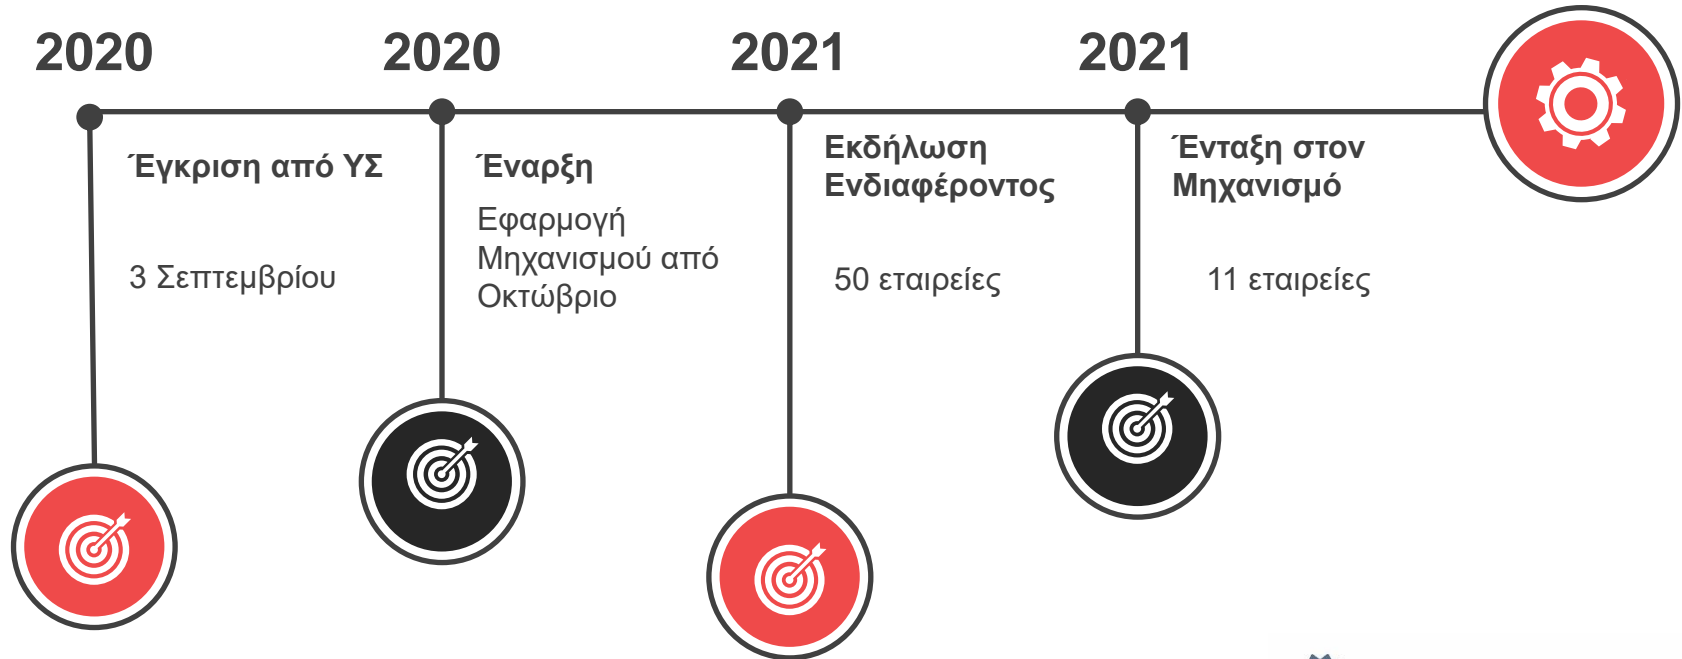 2020
Έγκριση από ΥΣ
3 Σεπτεμβρίου
2020
Έναρξη
Εφαρμογή
Μηχανισμού από
Οκτώβριο
2021
Εκδήλωση
Ενδιαφέροντος
50 εταιρείες
2021
Ένταξη στον
Μηχανισμό
11 εταιρείες